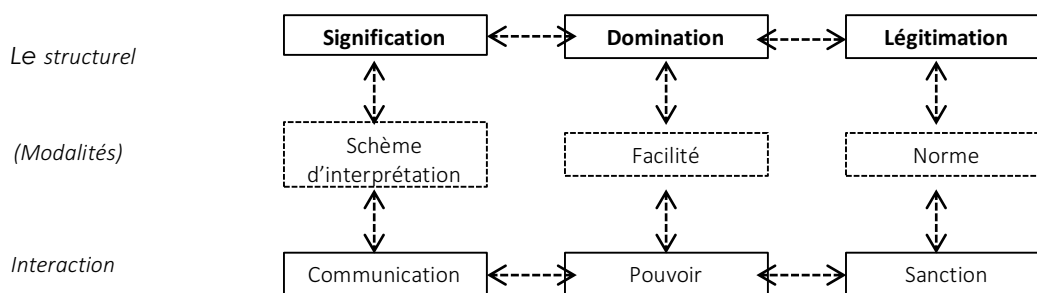 Le structurel
Signification
Domination
Légitimation
(Modalités)
Schème
d'interprétation
Facilité
Norme
Interaction
Communication
Pouvoir
Sanction